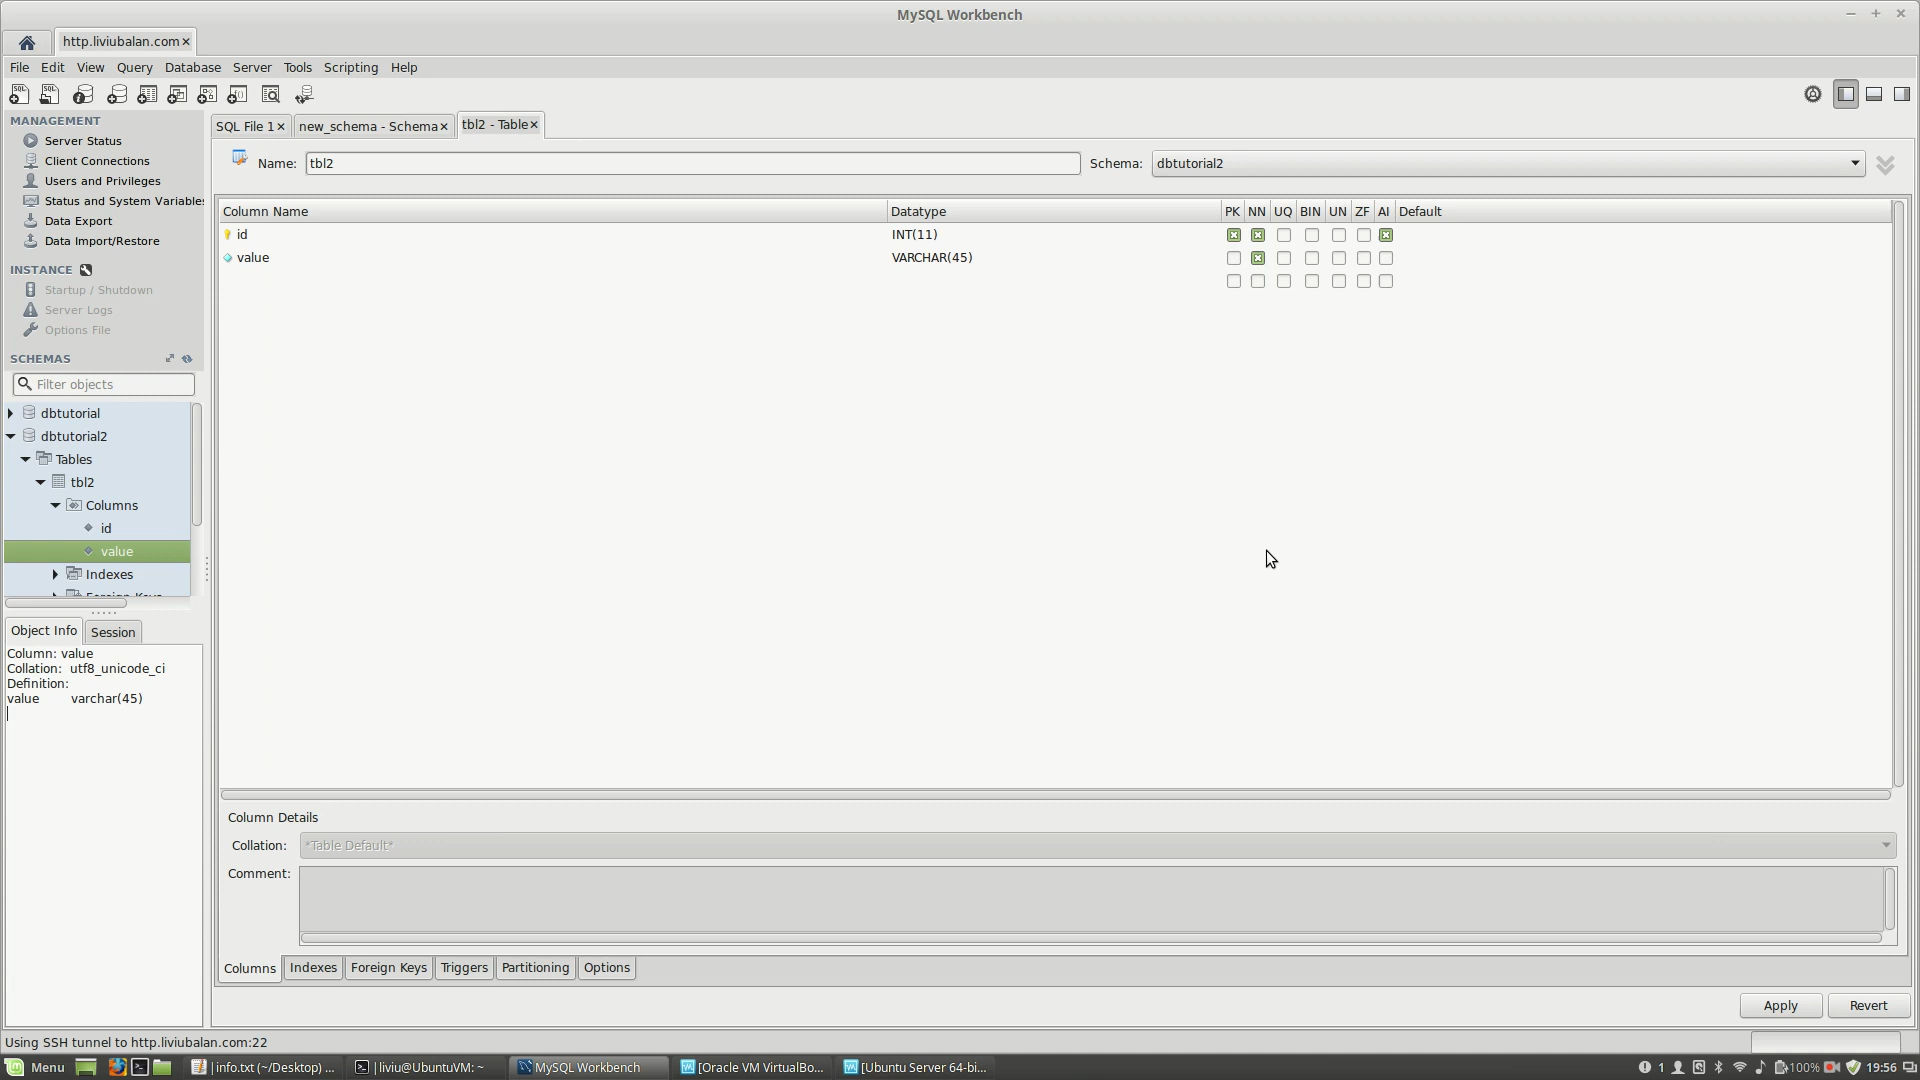 MySQL Workbench
http.liviubalan.com
File Edit View Query Database Server Tools Scripting Help
MANAGEMENT
Server Status
Client Connections
Users and Privileges
Status and System Variables
Data Export
Data Import/Restore
INSTANCE
Startup / Shutdown
Server Logs
Options File
SCHEMAS
Filter objects
dbtutorial
dbtutorial2
Tables
tbl2
Columns
id
value
Indexes
Foreign Keys
Object Info Session
Column: value
Collation: utf8_unicode_ci
Definition:
value varchar(45)
SQL File 1 new_schema - Schema tbl2 - Table
Name: tbl2 Schema: dbtutorial2
Column Name Datatype PK NN UQ BIN UN ZF AI Default
id INT(11)
value VARCHAR(45)
Column Details
Collation: *Table Default*
Comment:
Columns Indexes Foreign Keys Triggers Partitioning Options
Apply Revert
Using SSH tunnel to http.liviubalan.com:22
Menu |info.txt (~/Desktop) ... |liviu@UbuntuVM: ~ MySQL Workbench [Oracle VM VirtualBo... [Ubuntu Server 64-bi... 1 100% 19:56